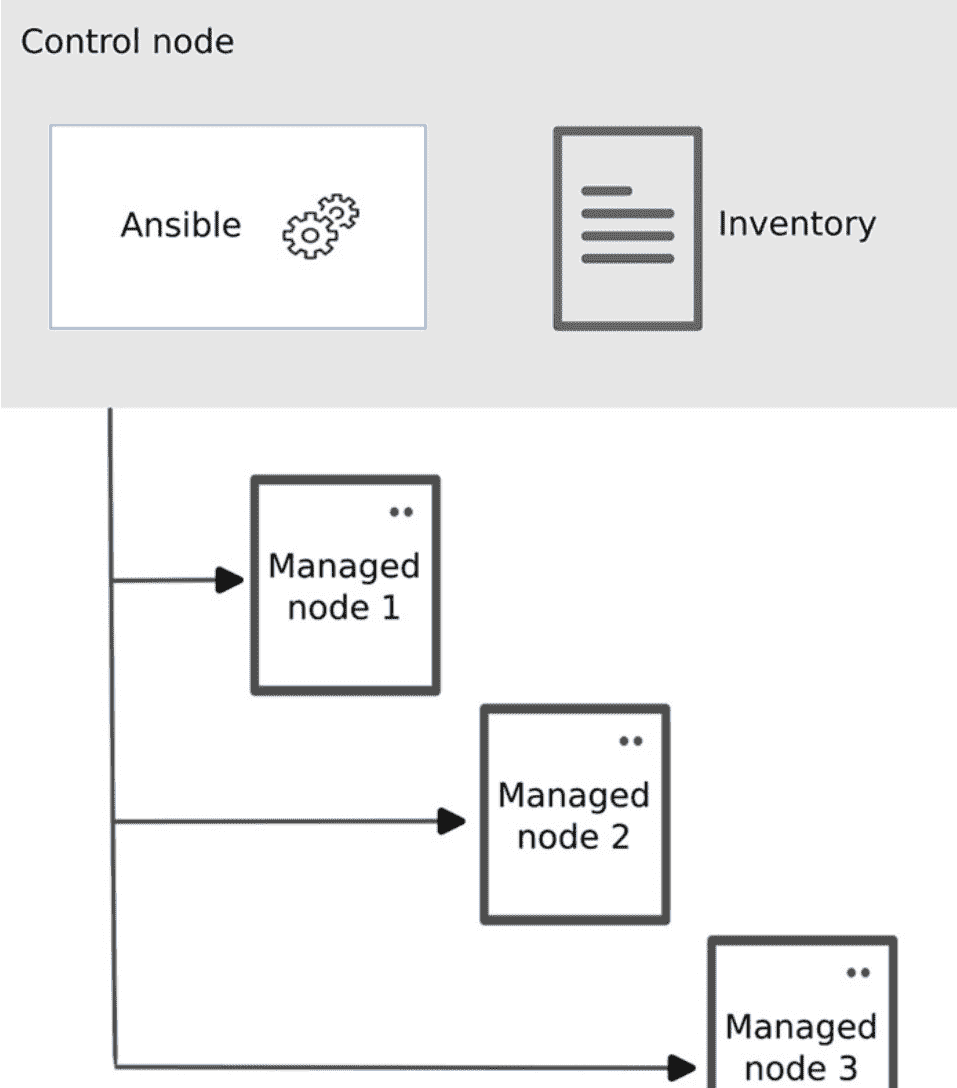 Control node
Ansible
Inventory
Managed
node 1
Managed
node 2
Managed
node 3